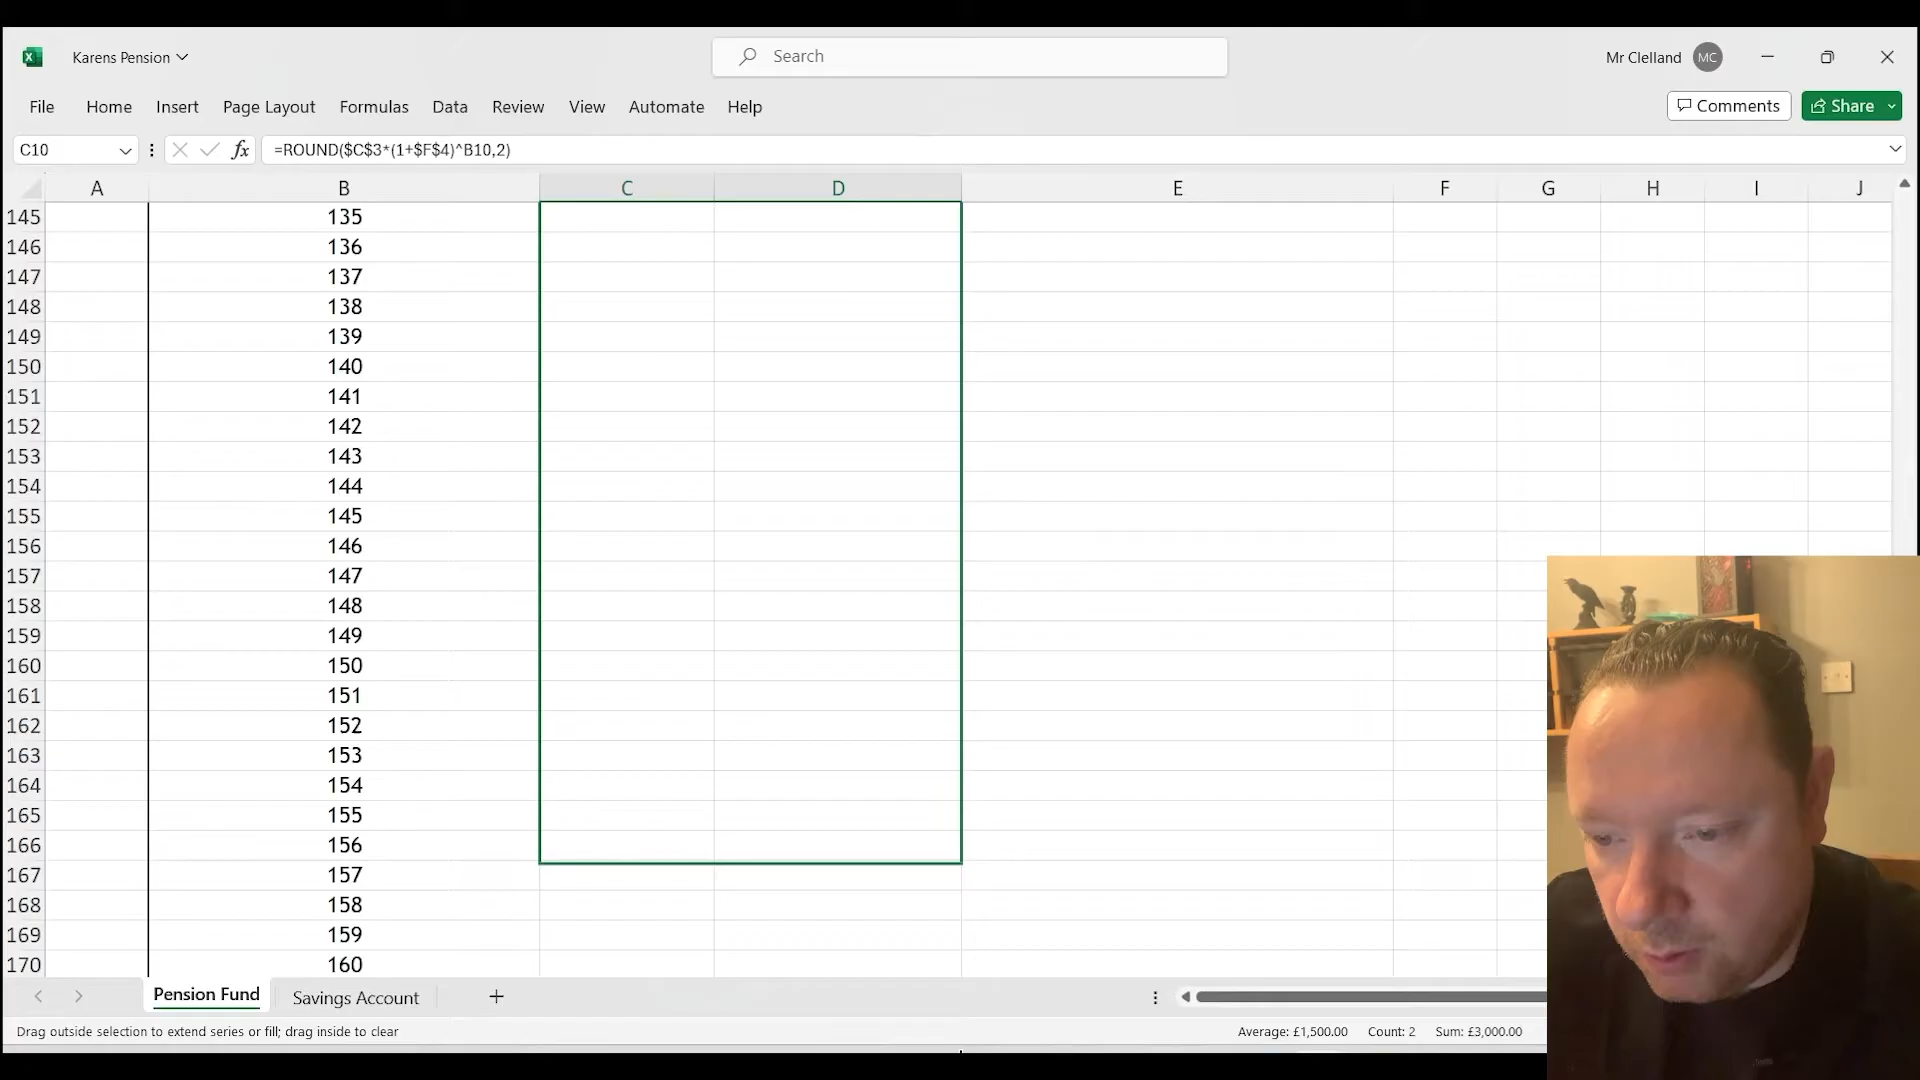 Karens Pension
Search
Mr Clelland MC
File Home Insert Page Layout Formulas Data Review View Automate Help
Comments Share
C10 fx =ROUND($C$3*(1+$F$4)^B10,2)
A B C D E F G H I J
145 135
146 136
147 137
148 138
149 139
150 140
151 141
152 142
153 143
154 144
155 145
156 146
157 147
158 148
159 149
160 150
161 151
162 152
163 153
164 154
165 155
166 156
167 157
168 158
169 159
170 160
Pension Fund Savings Account
Drag outside selection to extend series or fill; drag inside to clear Average: £1,500.00 Count: 2 Sum: £3,000.00